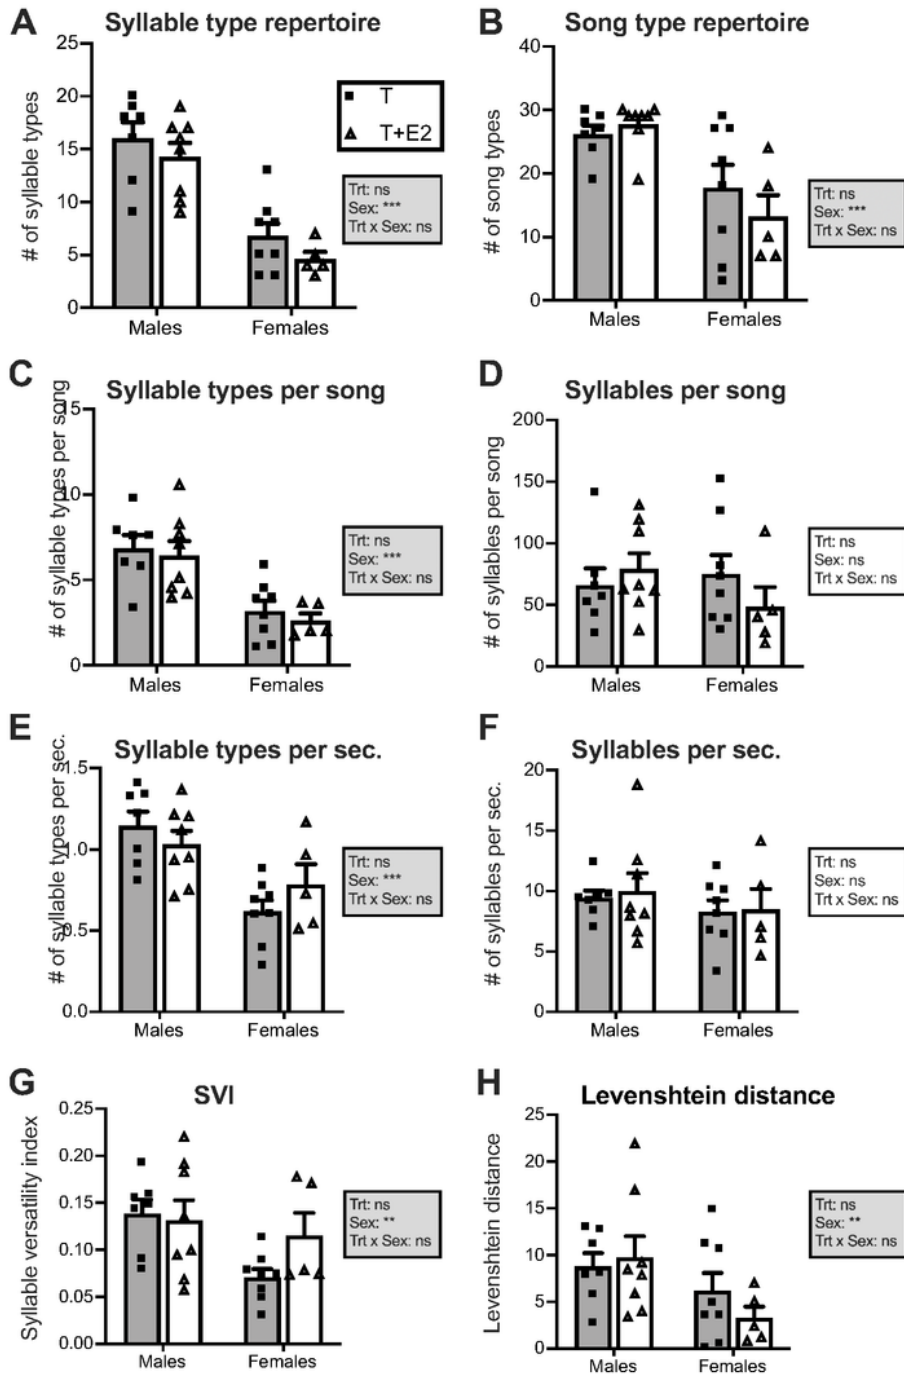 A
Syllable type repertoire
# of syllable types
25
20
15
10
5
0
Males
Females
T
T+E2
Trt: ns
Sex: ***
Trt x Sex: ns
B
Song type repertoire
# of song types
40
30
20
10
0
Males
Females
Trt: ns
Sex: ***
Trt x Sex: ns
C
Syllable types per song
# of syllable types per song
15
10
5
0
Males
Females
Trt: ns
Sex: ***
Trt x Sex: ns
D
Syllables per song
# of syllables per song
200
150
100
50
0
Males
Females
Trt: ns
Sex: ns
Trt x Sex: ns
E
Syllable types per sec.
# of syllable types per sec.
1.5
1.0
0.5
0.0
Males
Females
Trt: ns
Sex: ***
Trt x Sex: ns
F
Syllables per sec.
# of syllables per sec.
20
15
10
5
0
Males
Females
Trt: ns
Sex: ns
Trt x Sex: ns
G
SVI
Syllable versatility index
0.25
0.20
0.15
0.10
0.05
0.00
Males
Females
Trt: ns
Sex: **
Trt x Sex: ns
H
Levenshtein distance
Levenshtein distance
25
20
15
10
5
0
Males
Females
Trt: ns
Sex: **
Trt x Sex: ns